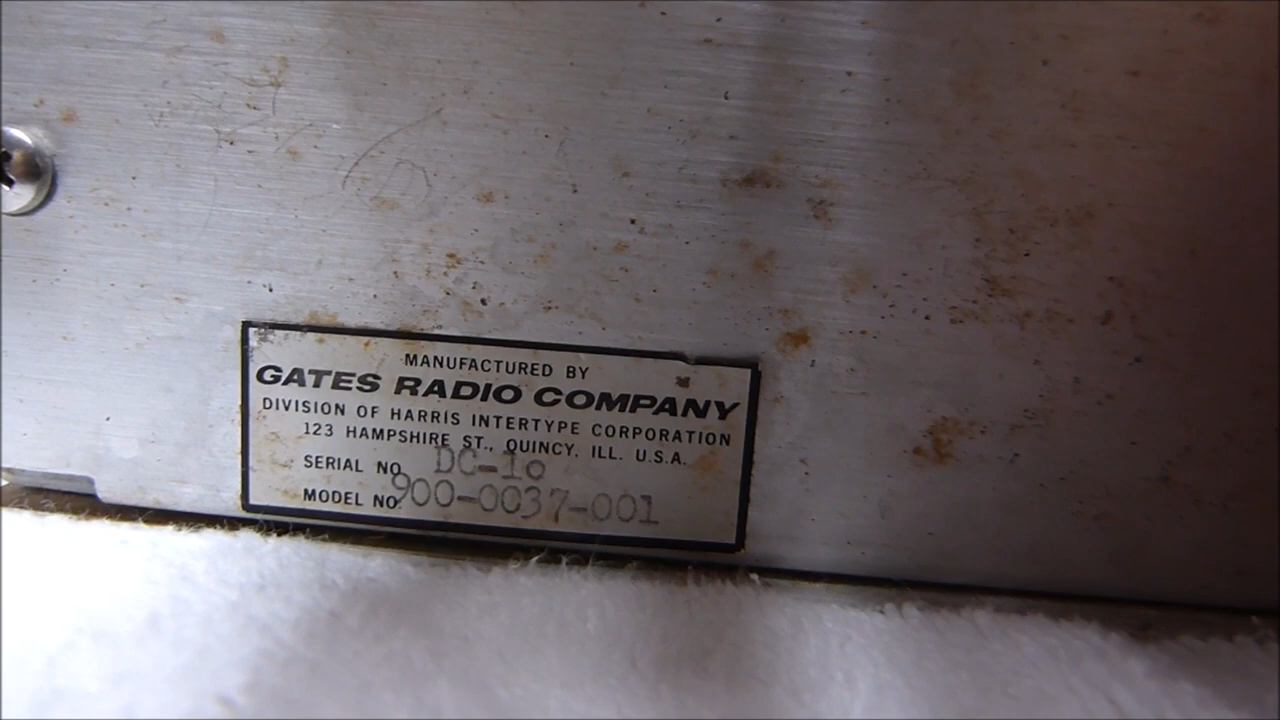 MANUFACTURED BY
GATES RADIO COMPANY
DIVISION OF HARRIS INTERTYPE CORPORATION
123 HAMPSHIRE ST., QUINCY, ILL. U.S.A.
SERIAL NO. DC-10
MODEL NO. 900-0037-001